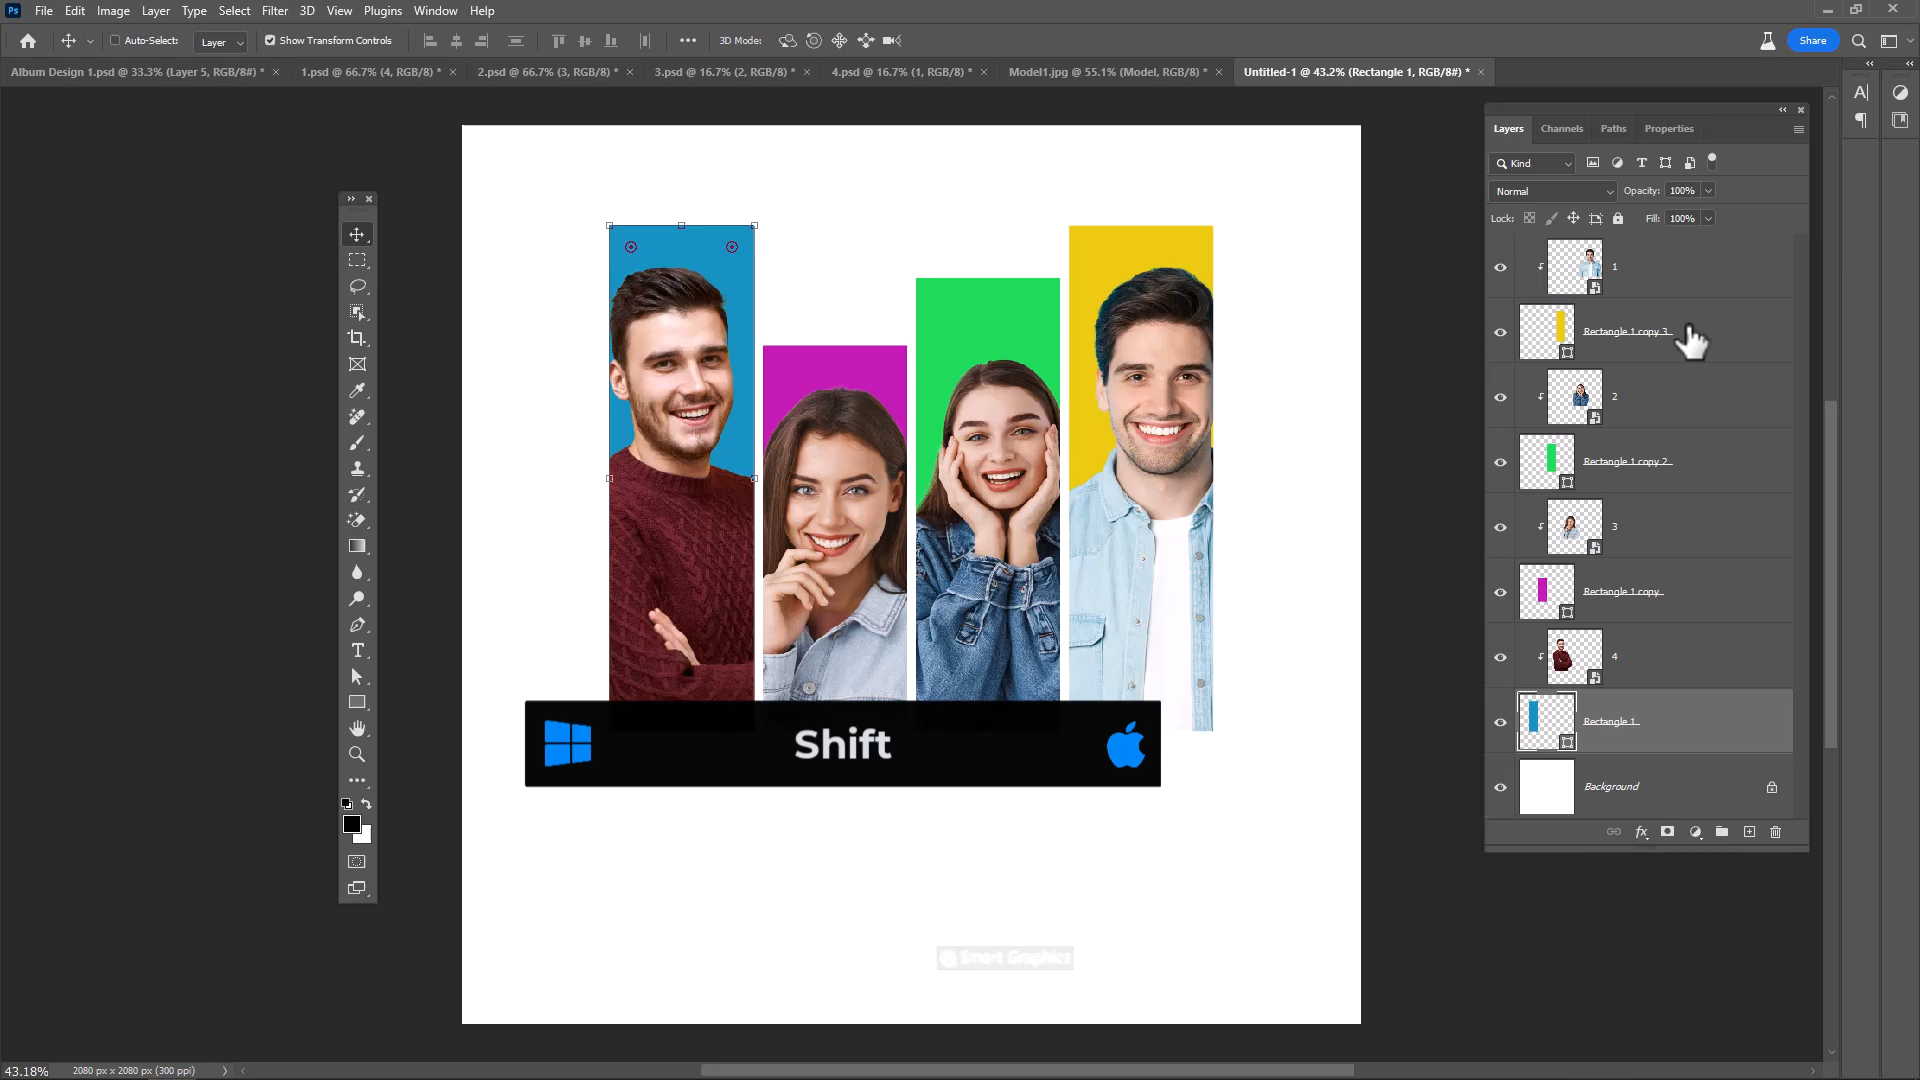 Ps File Edit Image Layer Type Select Filter 3D View Plugins Window Help
Auto-Select: Layer Show Transform Controls 3D Mode: Share
Album Design 1.psd @ 33.3% (Layer 5, RGB/8#) * 1.psd @ 66.7% (4, RGB/8) * 2.psd @ 66.7% (3, RGB/8) * 3.psd @ 16.7% (2, RGB/8) * 4.psd @ 16.7% (1, RGB/8) * Model1.jpg @ 55.1% (Model, RGB/8) * Untitled-1 @ 43.2% (Rectangle 1, RGB/8#) *
Layers Channels Paths Properties
Kind
Normal Opacity: 100%
Lock: Fill: 100%
1
Rectangle 1 copy 3
2
Rectangle 1 copy 2
3
Rectangle 1 copy
4
Rectangle 1
Background
Shift
Smart Graphics
43.18% 2080 px x 2080 px (300 ppi)